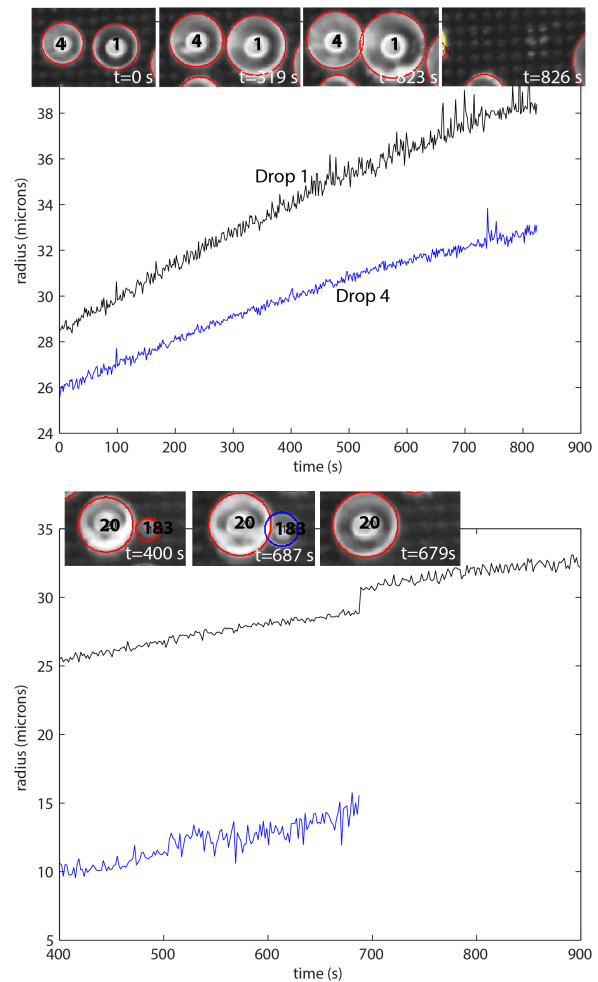 4 1 t=0 s
4 1 t=319 s
4 1 t=823 s
t=826 s
38
36
34
32
30
28
26
24
radius (microns)
Drop 1
Drop 4
0 100 200 300 400 500 600 700 800 900
time (s)
20 183 t=400 s
20 183 t=687 s
20 t=679s
35
30
25
20
15
10
5
radius (microns)
400 500 600 700 800 900
time (s)